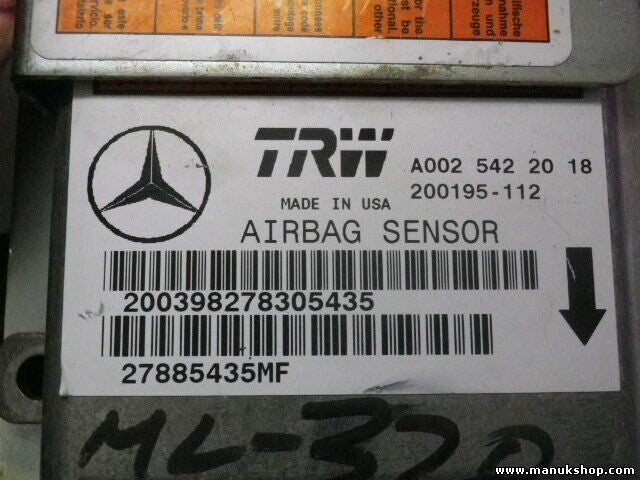 TRW
A002 542 20 18
200195-112
MADE IN USA
AIRBAG SENSOR
200398278305435
27885435MF
ML-320
www.manukshop.com